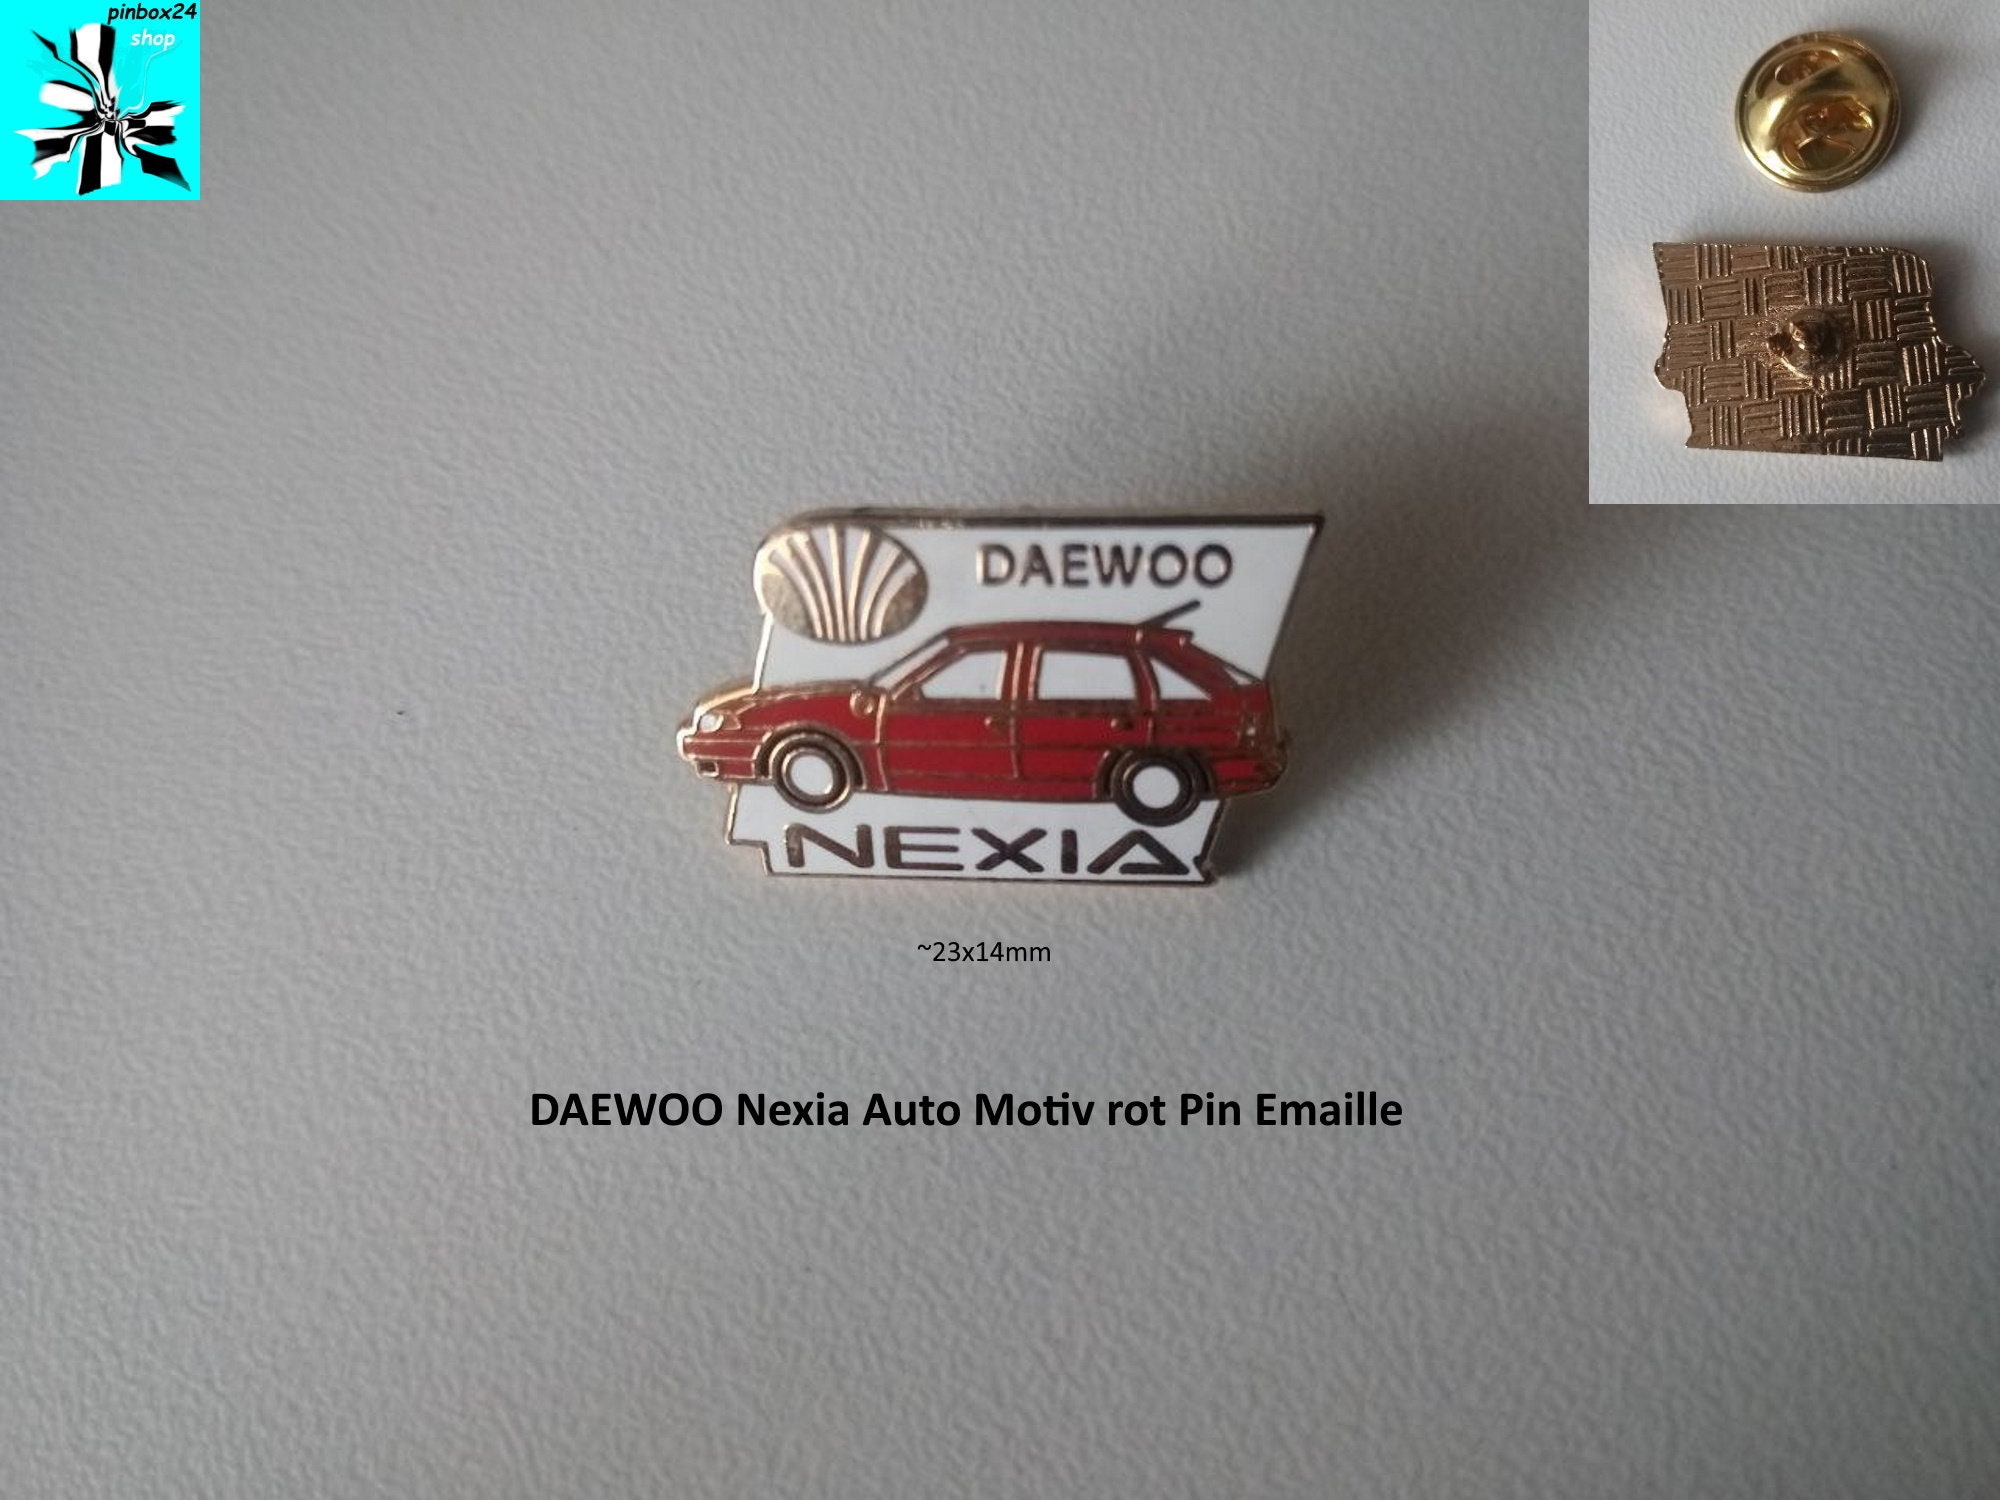 pinbox24
shop
DAEWOO
NEXIA
~23x14mm
DAEWOO Nexia Auto Motiv rot Pin Emaille